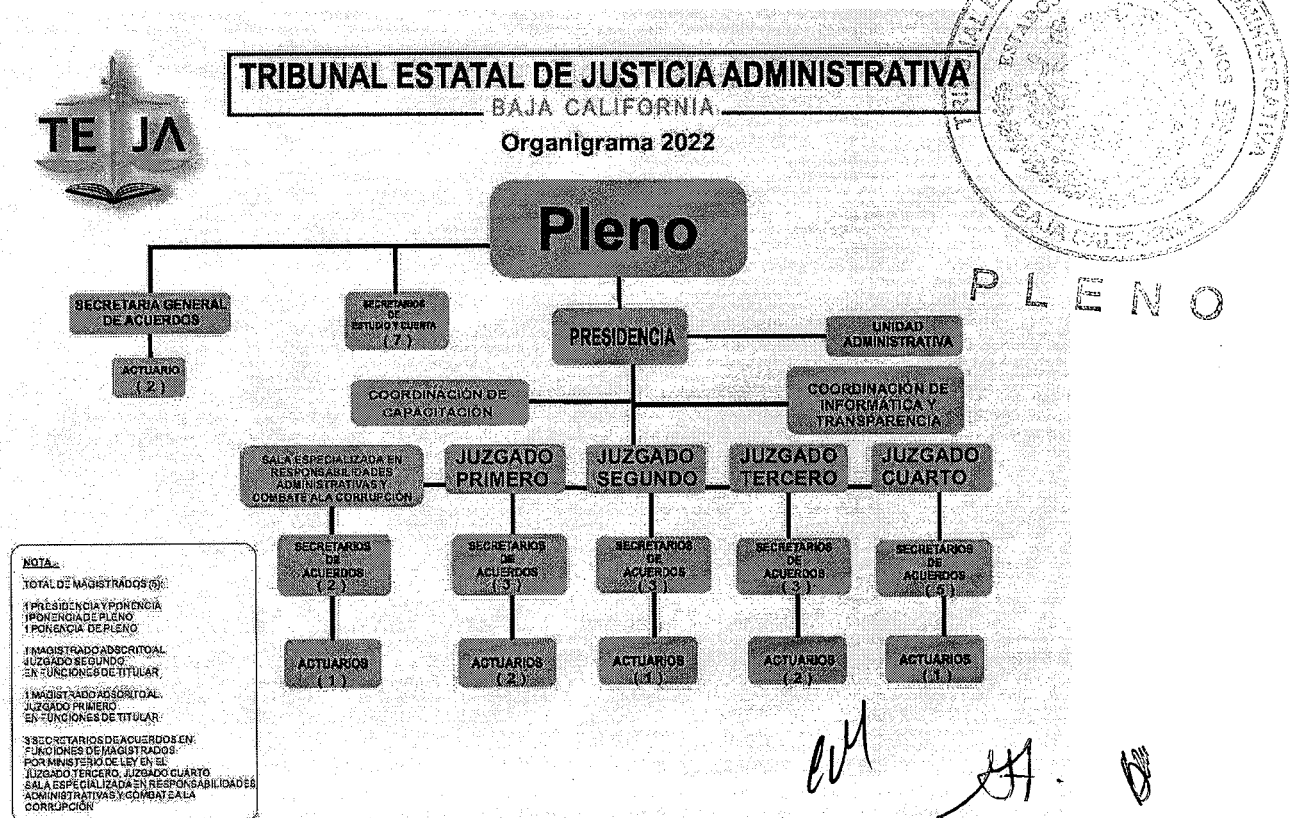 TE JA
TRIBUNAL ESTATAL DE JUSTICIA ADMINISTRATIVA
BAJA CALIFORNIA
Organigrama 2022
ESTADOS
BAJA CALIFORNIA
PLENO
Pleno
SECRETARIA GENERAL
DE ACUERDOS
ACTUARIO
( 2 )
SECRETARIOS
DE
ESTUDIO Y CUENTA
( 7 )
PRESIDENCIA
UNIDAD
ADMINISTRATIVA
COORDINACIÓN DE
CAPACITACIÓN
COORDINACIÓN DE
INFORMÁTICA Y
TRANSPARENCIA
SALA ESPECIALIZADA EN
RESPONSABILIDADES
ADMINISTRATIVAS Y
COMBATE A LA CORRUPCIÓN
JUZGADO
PRIMERO
JUZGADO
SEGUNDO
JUZGADO
TERCERO
JUZGADO
CUARTO
SECRETARIOS
DE
ACUERDOS
( 2 )
SECRETARIOS
DE
ACUERDOS
( 3 )
SECRETARIOS
DE
ACUERDOS
( 3 )
SECRETARIOS
DE
ACUERDOS
( 3 )
SECRETARIOS
DE
ACUERDOS
( 5 )
ACTUARIOS
( 1 )
ACTUARIOS
( 2 )
ACTUARIOS
( 1 )
ACTUARIOS
( 2 )
ACTUARIOS
( 1 )
NOTA.-
TOTAL DE MAGISTRADOS (5):
1 PRESIDENCIA Y PONENCIA
1 PONENCIA DE PLENO
1 PONENCIA DE PLENO
1 MAGISTRADO ADSCRITO AL
JUZGADO SEGUNDO
EN FUNCIONES DE TITULAR
1 MAGISTRADO ADSCRITO AL
JUZGADO PRIMERO
EN FUNCIONES DE TITULAR
3 SECRETARIOS DE ACUERDOS EN
FUNCIONES DE MAGISTRADOS
POR MINISTERIO DE LEY EN EL
JUZGADO TERCERO, JUZGADO CUARTO
SALA ESPECIALIZADA EN RESPONSABILIDADES
ADMINISTRATIVAS Y COMBATE A LA
CORRUPCIÓN